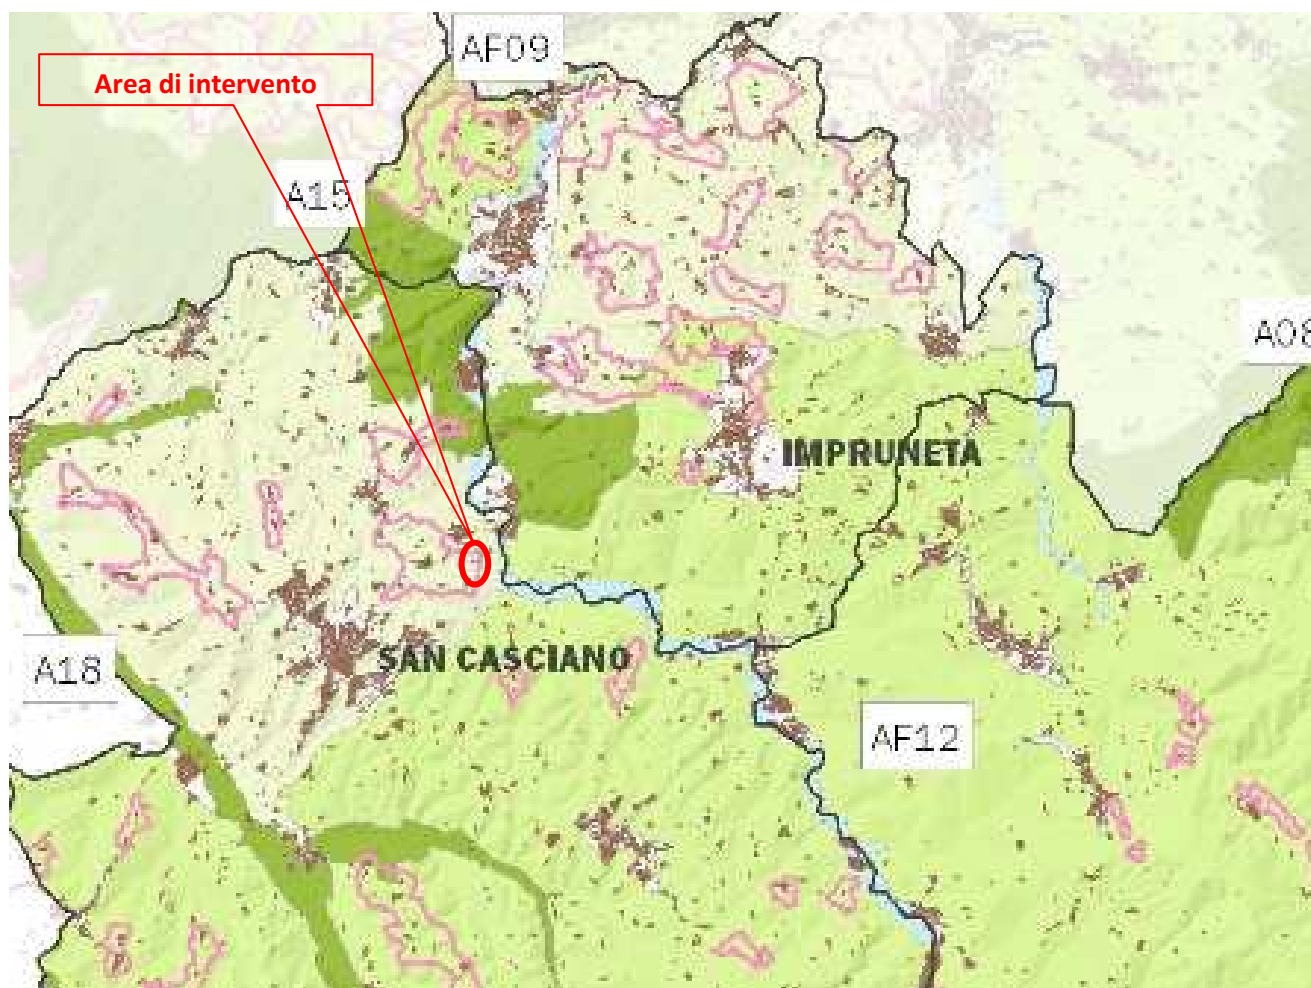 AF09
Area di intervento
A15
A08
IMPRUNETA
SAN CASCIANO
A18
AF12